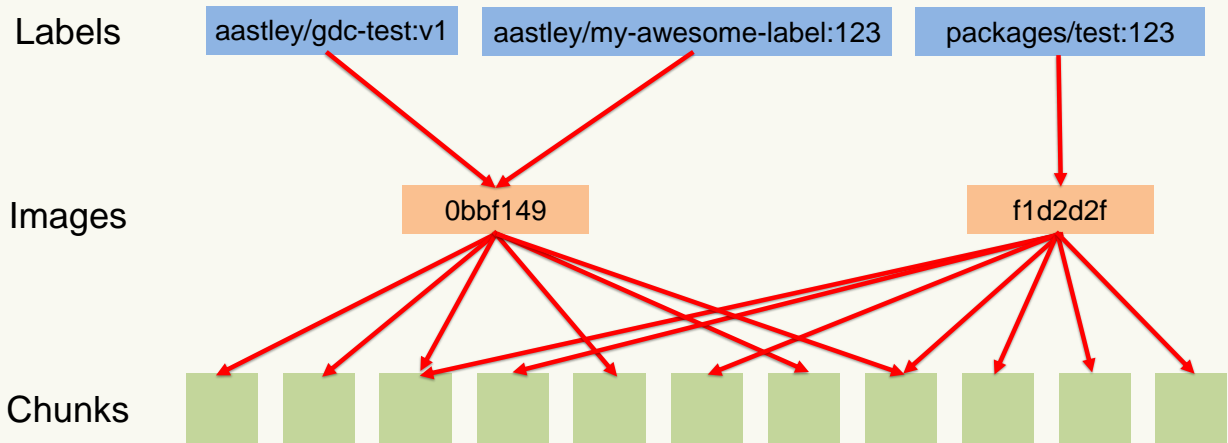 Labels
aastley/gdc-test:v1
aastley/my-awesome-label:123
packages/test:123
Images
0bbf149
f1d2d2f
Chunks